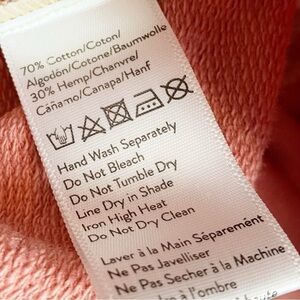 70% Cotton/Coton/
Algodón/Cotone/Baumwolle
30% Hemp/Chanvre/
Cáñamo/Canapa/Hanf
Hand Wash Separately
Do Not Bleach
Do Not Tumble Dry
Line Dry in Shade
Iron High Heat
Do Not Dry Clean
Laver à la Main Séparément
Ne Pas Javelliser
Ne Pas Secher à la Machine
à l'ombre